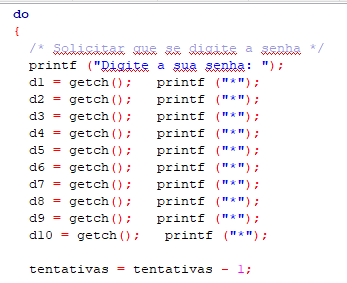 do
{
/* Solicitar que se digite a senha */
printf ("Digite a sua senha: ");
d1 = getch();   printf ("*");
d2 = getch();   printf ("*");
d3 = getch();   printf ("*");
d4 = getch();   printf ("*");
d5 = getch();   printf ("*");
d6 = getch();   printf ("*");
d7 = getch();   printf ("*");
d8 = getch();   printf ("*");
d9 = getch();   printf ("*");
d10 = getch();   printf ("*");
tentativas = tentativas - 1;